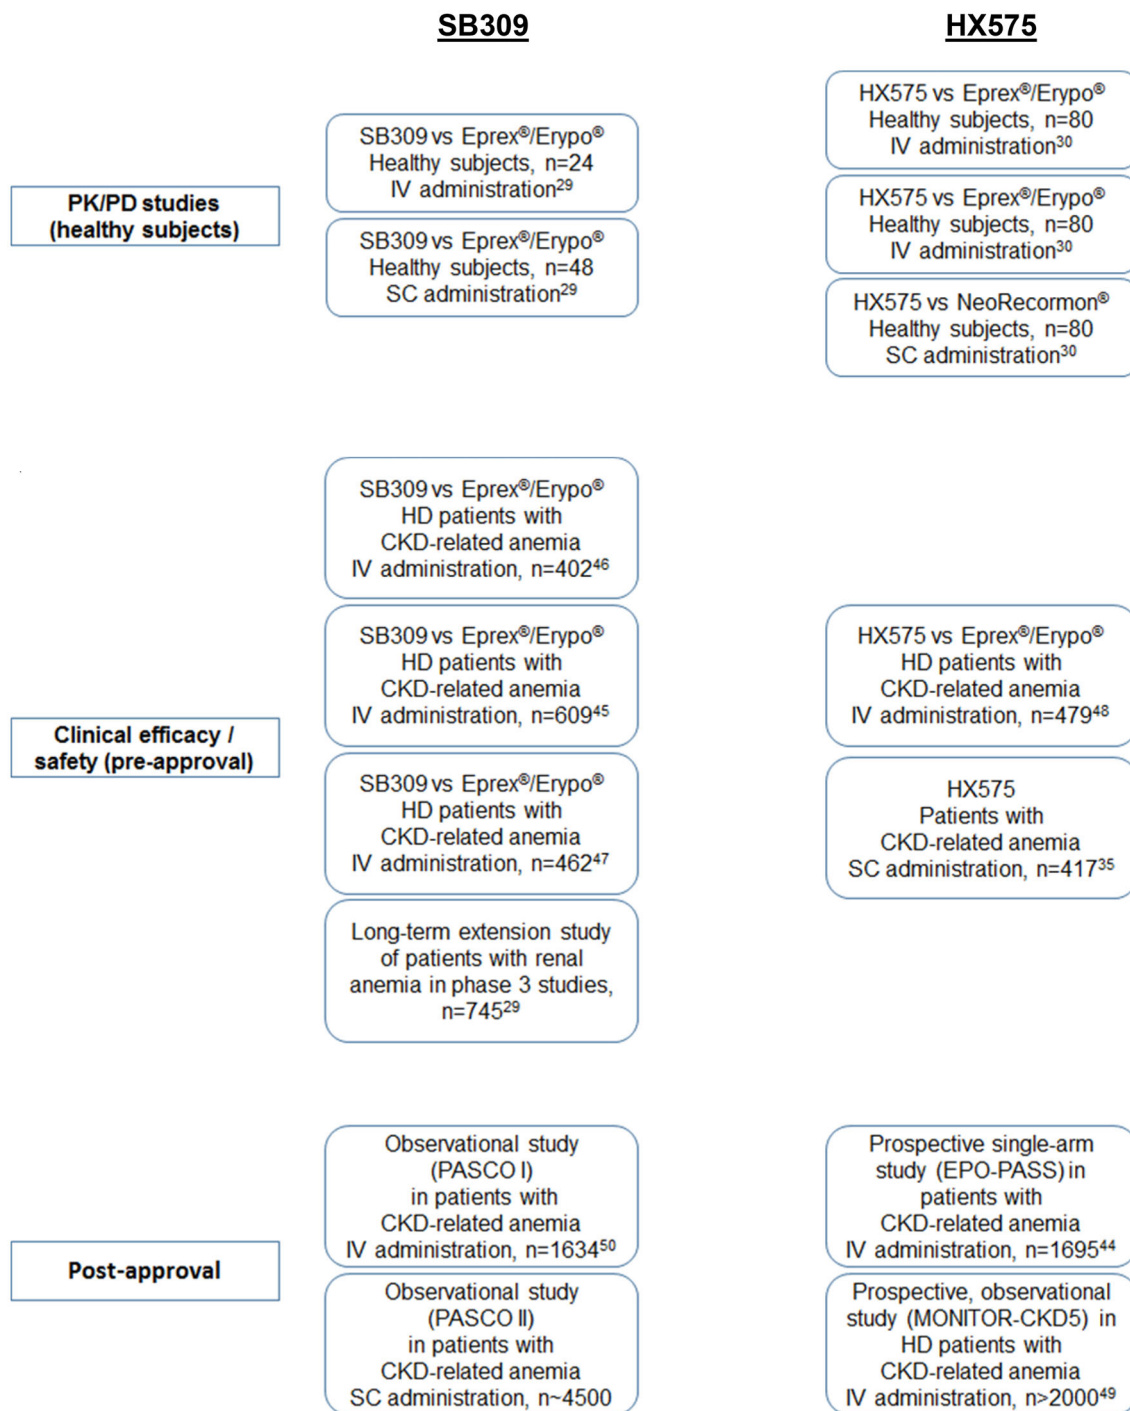 SB309
HX575
PK/PD studies
(healthy subjects)
SB309 vs Eprex®/Erypo®
Healthy subjects, n=24
IV administration²⁹
SB309 vs Eprex®/Erypo®
Healthy subjects, n=48
SC administration²⁹
HX575 vs Eprex®/Erypo®
Healthy subjects, n=80
IV administration³⁰
HX575 vs Eprex®/Erypo®
Healthy subjects, n=80
IV administration³⁰
HX575 vs NeoRecormon®
Healthy subjects, n=80
SC administration³⁰
Clinical efficacy /
safety (pre-approval)
SB309 vs Eprex®/Erypo®
HD patients with
CKD-related anemia
IV administration, n=402⁴⁶
SB309 vs Eprex®/Erypo®
HD patients with
CKD-related anemia
IV administration, n=609⁴⁵
SB309 vs Eprex®/Erypo®
HD patients with
CKD-related anemia
IV administration, n=462⁴⁷
Long-term extension study
of patients with renal
anemia in phase 3 studies,
n=745²⁹
HX575 vs Eprex®/Erypo®
HD patients with
CKD-related anemia
IV administration, n=479⁴⁸
HX575
Patients with
CKD-related anemia
SC administration, n=417³⁵
Post-approval
Observational study
(PASCO I)
in patients with
CKD-related anemia
IV administration, n=1634⁵⁰
Observational study
(PASCO II)
in patients with
CKD-related anemia
SC administration, n~4500
Prospective single-arm
study (EPO-PASS) in
patients with
CKD-related anemia
IV administration, n=1695⁴⁴
Prospective, observational
study (MONITOR-CKD5) in
HD patients with
CKD-related anemia
IV administration, n>2000⁴⁹